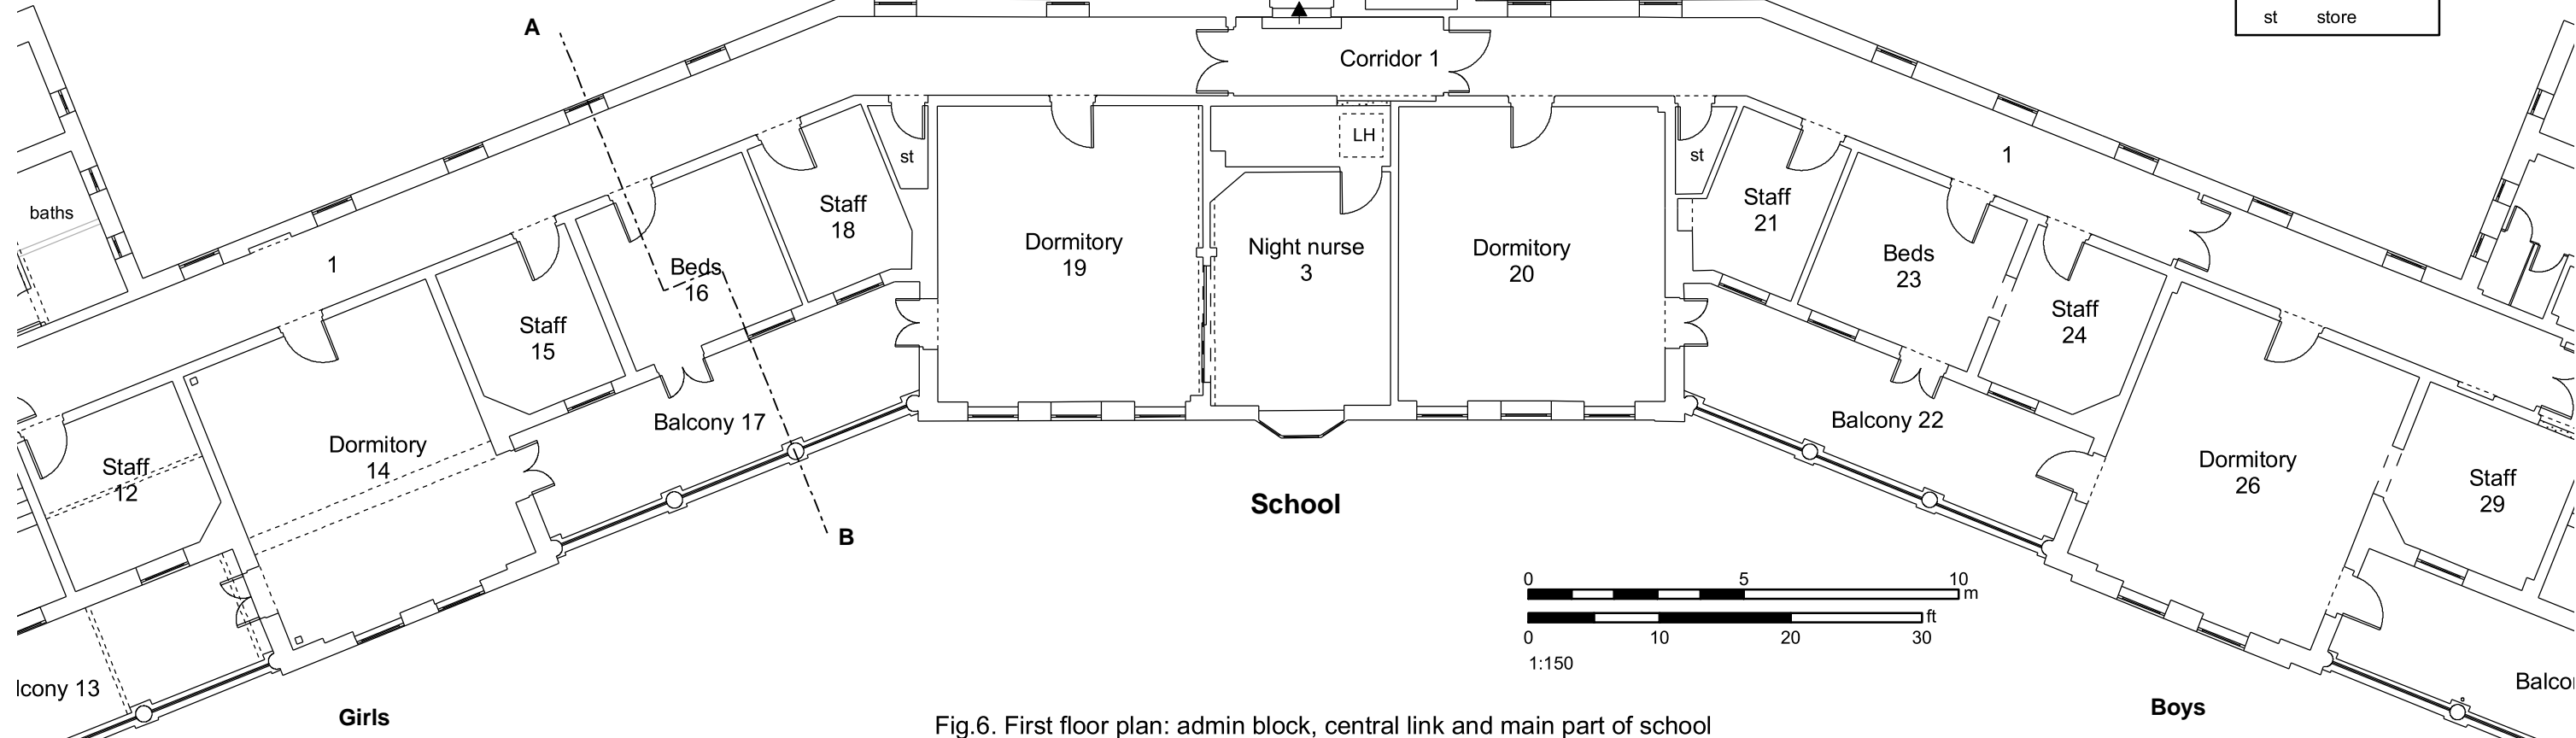 A
st store
Corridor 1
LH
st
st
1
baths
Staff
18
Staff
21
1
Dormitory
19
Night nurse
3
Dormitory
20
Beds
16
Beds
23
Staff
15
Staff
24
Balcony 17
Balcony 22
Dormitory
14
Dormitory
26
Staff
12
Staff
29
School
B
0 5 10
m
ft
0 10 20 30
1:150
lcony 13
Balco
Girls
Boys
Fig.6. First floor plan: admin block, central link and main part of school